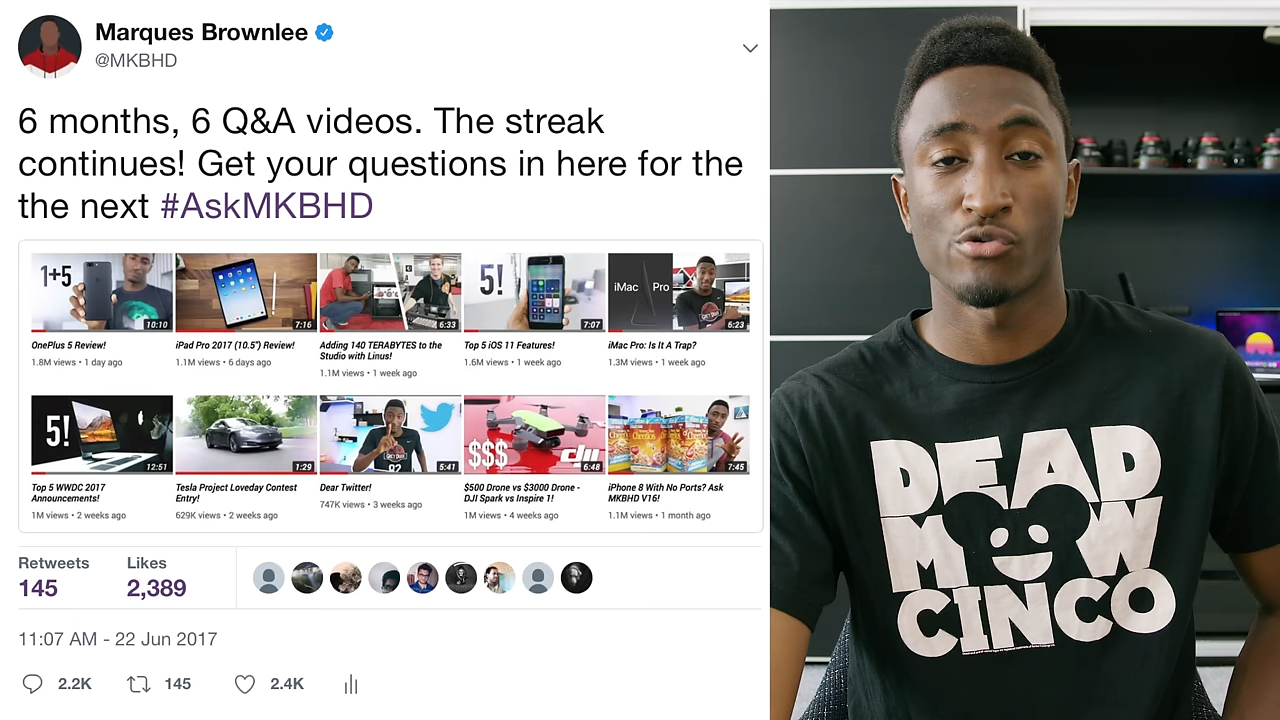 Marques Brownlee
@MKBHD
6 months, 6 Q&A videos. The streak
continues! Get your questions in here for the
the next #AskMKBHD
1+5
10:10
7:16
6:33
5!
7:07
iMac Pro
6:23
OnePlus 5 Review!
1.8M views • 1 day ago
iPad Pro 2017 (10.5") Review!
1.1M views • 6 days ago
Adding 140 TERABYTES to the
Studio with Linus!
1.1M views • 1 week ago
Top 5 iOS 11 Features!
1.6M views • 1 week ago
iMac Pro: Is It A Trap?
1.3M views • 1 week ago
5!
12:51
1:29
5:41
$$$
dji
6:48
Cheerios
7:45
Top 5 WWDC 2017
Announcements!
1M views • 2 weeks ago
Tesla Project Loveday Contest
Entry!
629K views • 2 weeks ago
Dear Twitter!
747K views • 3 weeks ago
$500 Drone vs $3000 Drone -
DJI Spark vs Inspire 1!
1M views • 4 weeks ago
iPhone 8 With No Ports? Ask
MKBHD V16!
1.1M views • 1 month ago
Retweets
145
Likes
2,389
11:07 AM - 22 Jun 2017
2.2K
145
2.4K
DEAD
MOW
CINCO